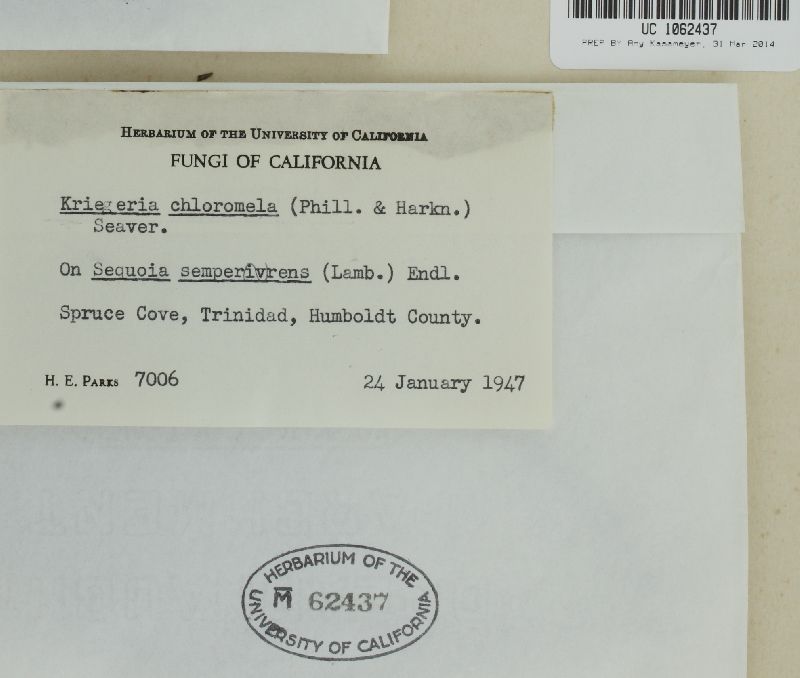 UC 1062437
PREP BY Amy Kasameyer, 31 Mar 2014
HERBARIUM OF THE UNIVERSITY OF CALIFORNIA
FUNGI OF CALIFORNIA
Kriegeria chloromela (Phill. & Harkn.)
Seaver.
On Sequoia sempervirens (Lamb.) Endl.
Spruce Cove, Trinidad, Humboldt County.
H. E. PARKS 7006 24 January 1947
HERBARIUM OF THE
M 62437
UNIVERSITY OF CALIFORNIA